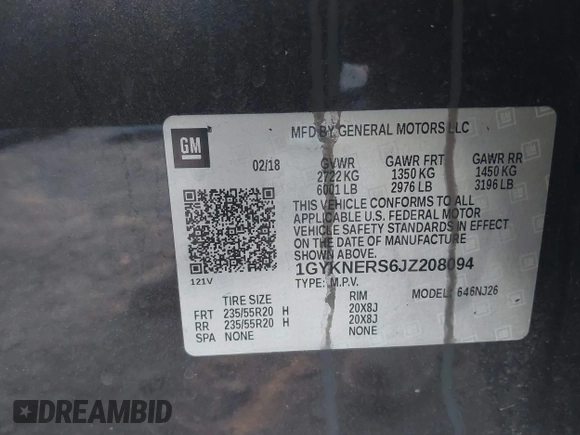 GM
MFD BY GENERAL MOTORS LLC
02/18 GVWR GAWR FRT GAWR RR
2722 KG 1350 KG 1450 KG
6001 LB 2976 LB 3196 LB
THIS VEHICLE CONFORMS TO ALL
APPLICABLE U.S. FEDERAL MOTOR
VEHICLE SAFETY STANDARDS IN EFFECT
ON THE DATE OF MANUFACTURE
SHOWN ABOVE.
1GYKNERS6JZ208094
121V TYPE: M.P.V. MODEL: 646NJ26
TIRE SIZE RIM
FRT 235/55R20 H 20X8J
RR 235/55R20 H 20X8J
SPA NONE NONE
DREAMBID